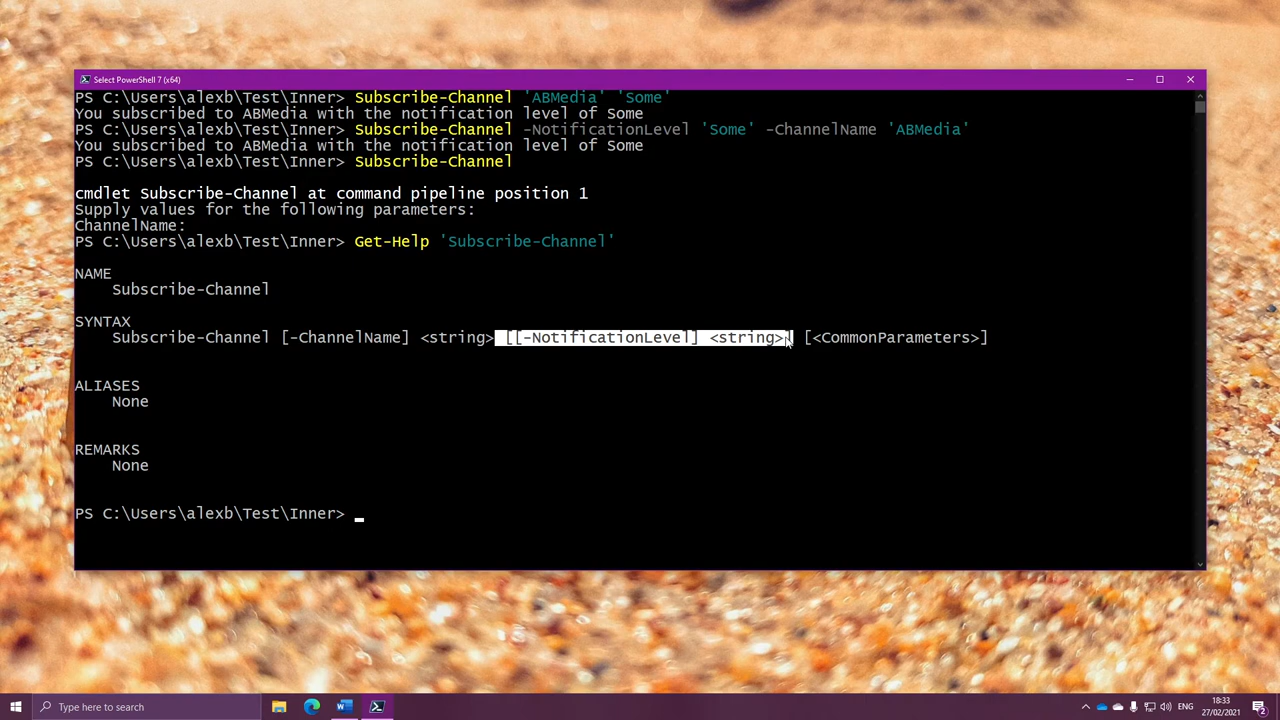 Select PowerShell 7 (x64)
PS C:\Users\alexb\Test\Inner> Subscribe-Channel 'ABMedia' 'Some'
You subscribed to ABMedia with the notification level of Some
PS C:\Users\alexb\Test\Inner> Subscribe-Channel -NotificationLevel 'Some' -ChannelName 'ABMedia'
You subscribed to ABMedia with the notification level of Some
PS C:\Users\alexb\Test\Inner> Subscribe-Channel
cmdlet Subscribe-Channel at command pipeline position 1
Supply values for the following parameters:
ChannelName:
PS C:\Users\alexb\Test\Inner> Get-Help 'Subscribe-Channel'
NAME
Subscribe-Channel
SYNTAX
Subscribe-Channel [-ChannelName] <string> [[-NotificationLevel] <string>] [<CommonParameters>]
ALIASES
None
REMARKS
None
PS C:\Users\alexb\Test\Inner>
Type here to search
ENG
18:33
27/02/2021
2